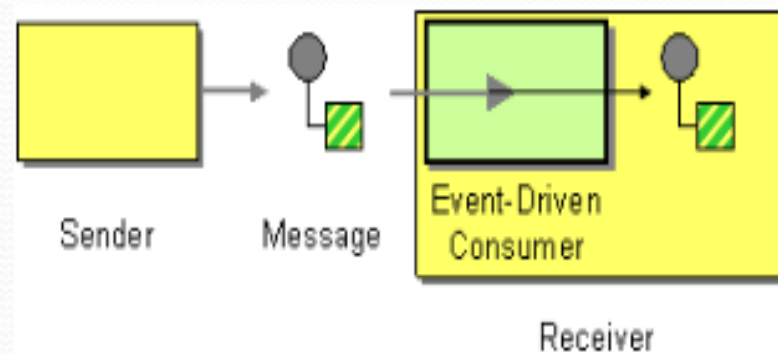 Sender
Message
Event-Driven
Consumer
Receiver